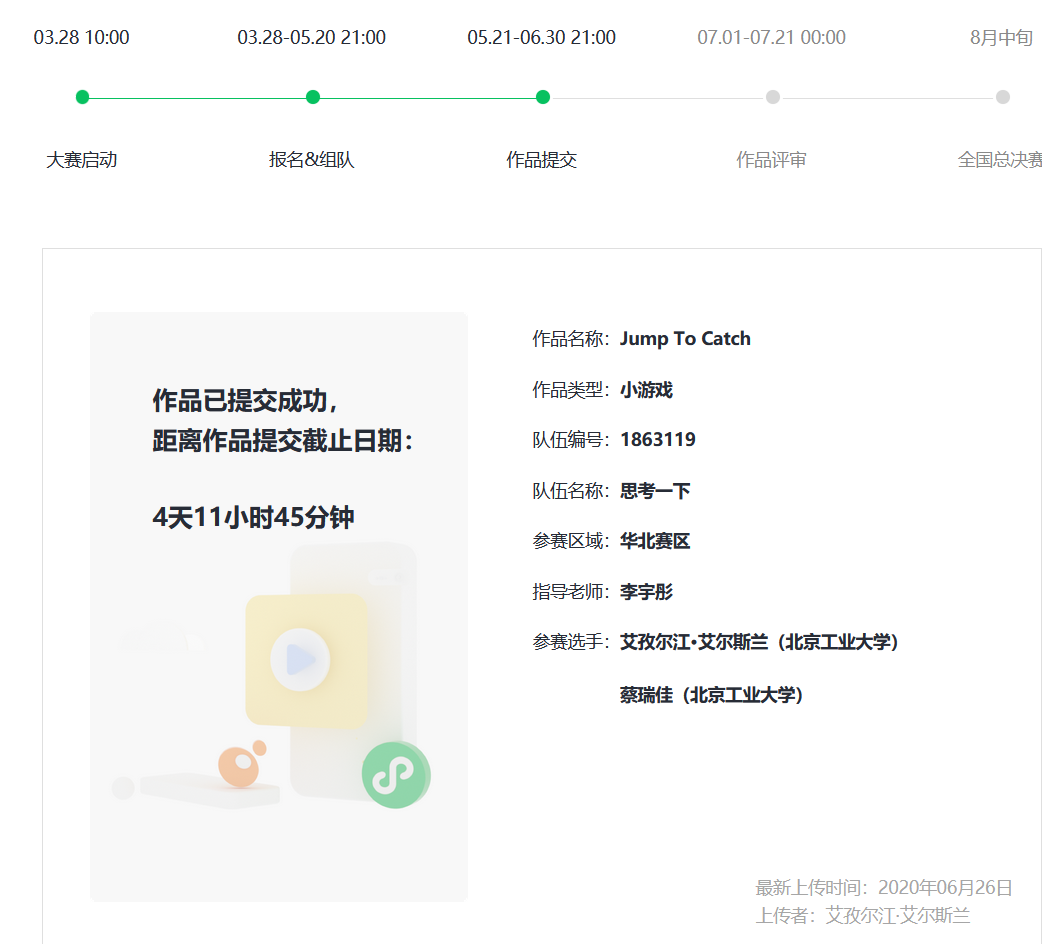 03.28 10:00
03.28-05.20 21:00
05.21-06.30 21:00
07.01-07.21 00:00
8月中旬
大赛启动
报名&组队
作品提交
作品评审
全国总决赛
作品已提交成功，
距离作品提交截止日期：
4天11小时45分钟
作品名称：Jump To Catch
作品类型：小游戏
队伍编号：1863119
队伍名称：思考一下
参赛区域：华北赛区
指导老师：李宇彤
参赛选手：艾孜尔江·艾尔斯兰（北京工业大学）
蔡瑞佳（北京工业大学）
最新上传时间：2020年06月26日
上传者：艾孜尔江·艾尔斯兰